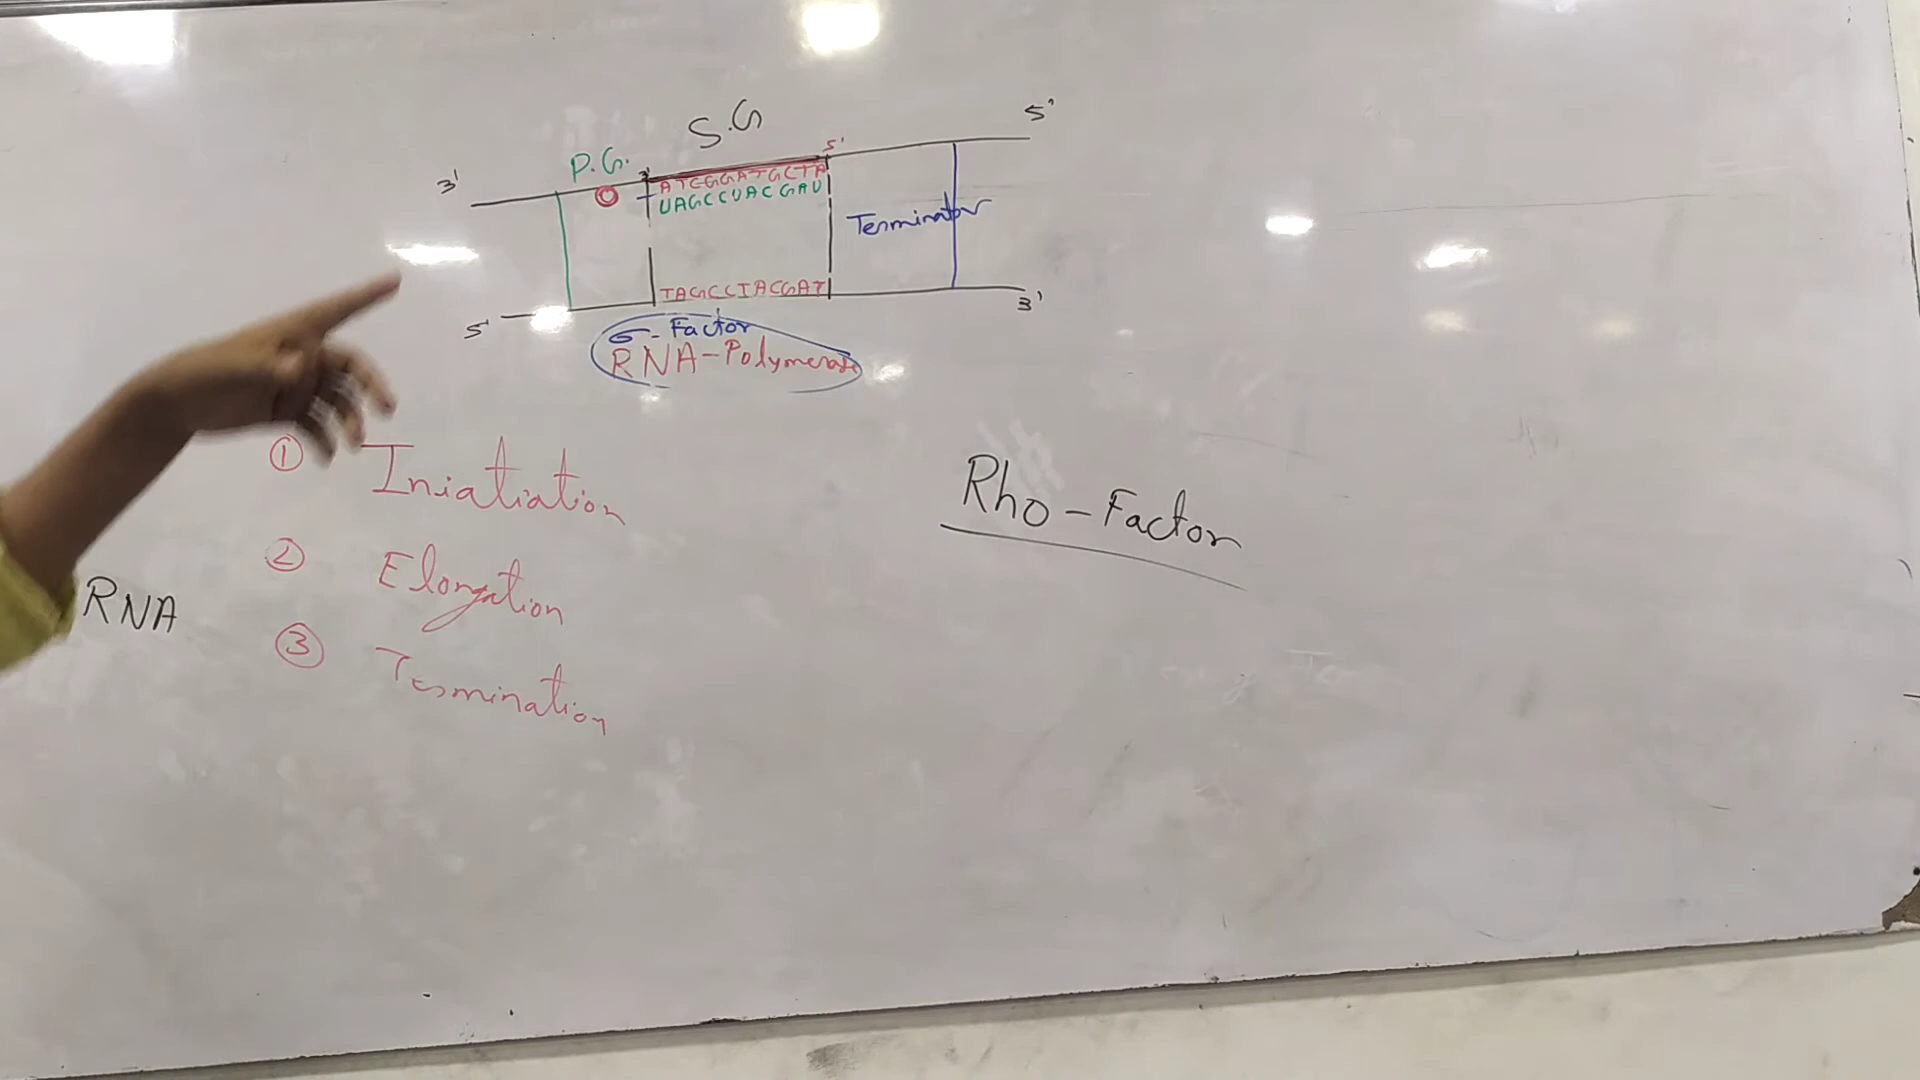 S.G
5'
P.G.
5'
3'
3'
ATCGGATGCTA
UAGCCUACGAU
Terminator
TAGCCTACGAT
5'
3'
σ-Factor
RNA-Polymerase
① Iniatiation
Rho-Factor
② Elongation
RNA
③ Termination